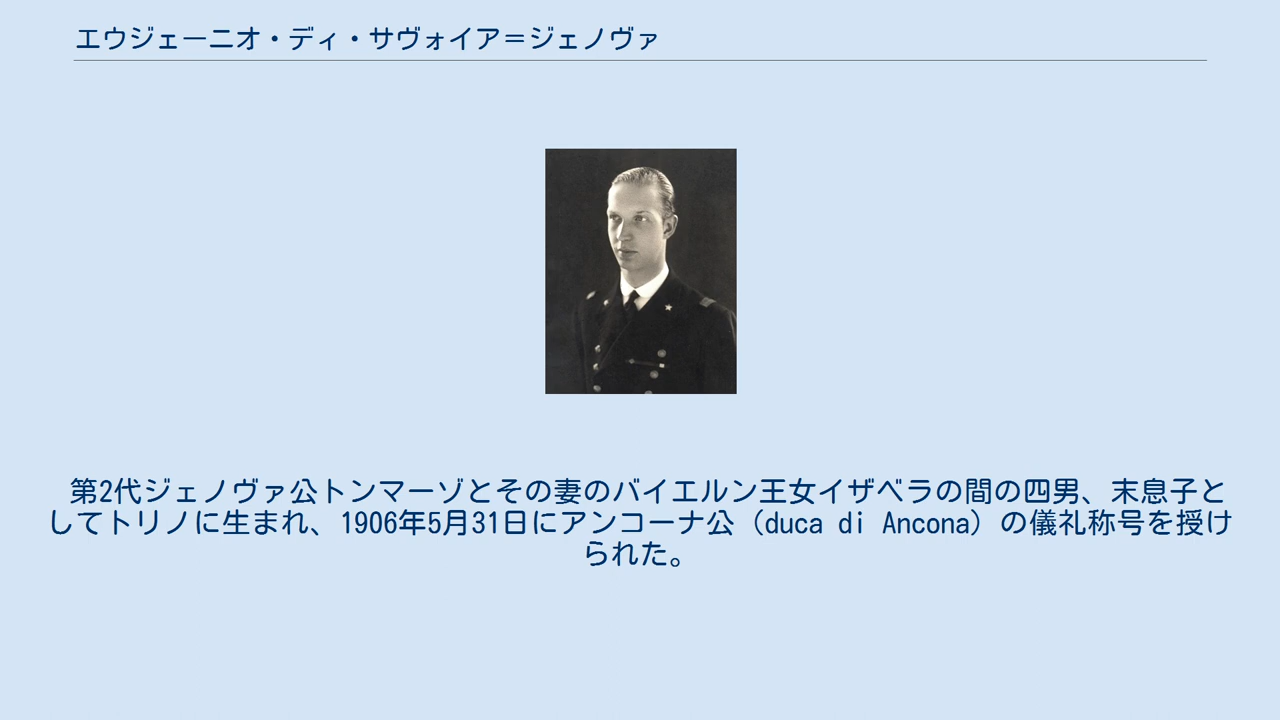 エウジェーニオ・ディ・サヴォイア＝ジェノヴァ
第2代ジェノヴァ公トンマーゾとその妻のバイエルン王女イザベラの間の四男、末息子と
してトリノに生まれ、1906年5月31日にアンコーナ公（duca di Ancona）の儀礼称号を授け
られた。